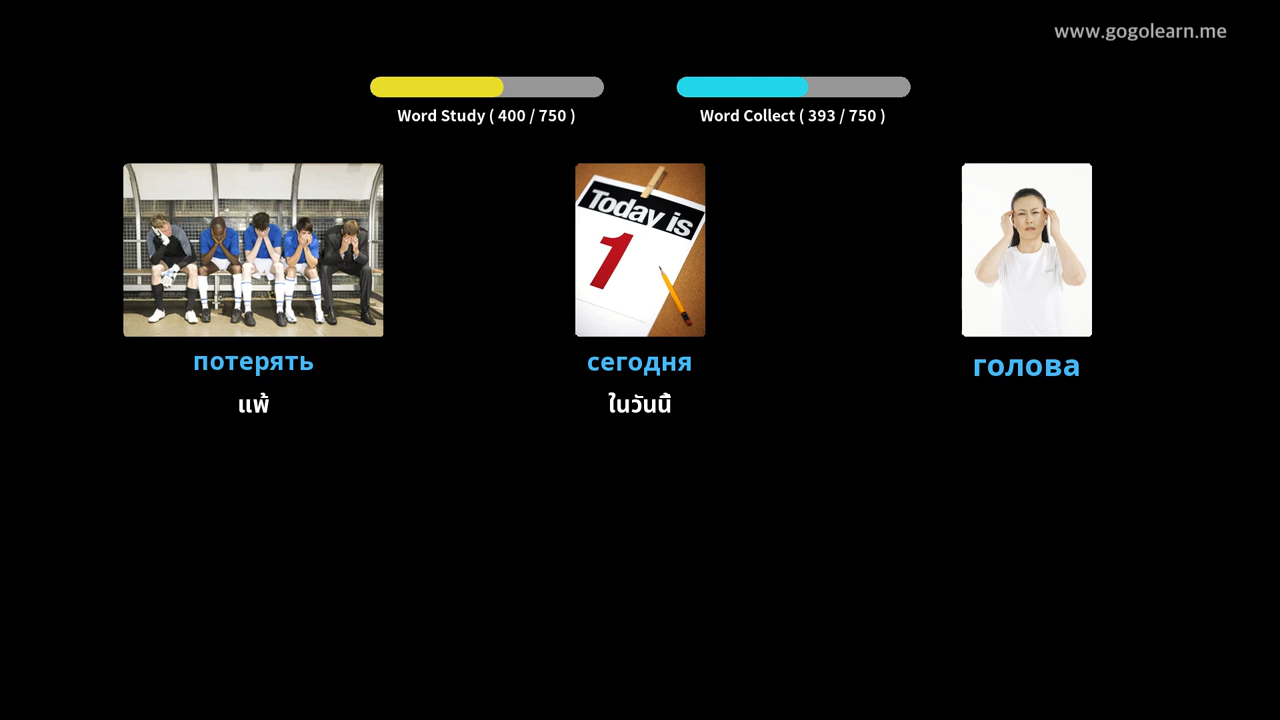 www.gogolearn.me
Word Study ( 400 / 750 )
Word Collect ( 393 / 750 )
Today is
1
потерять
сегодня
голова
แพ้
ในวันนี้